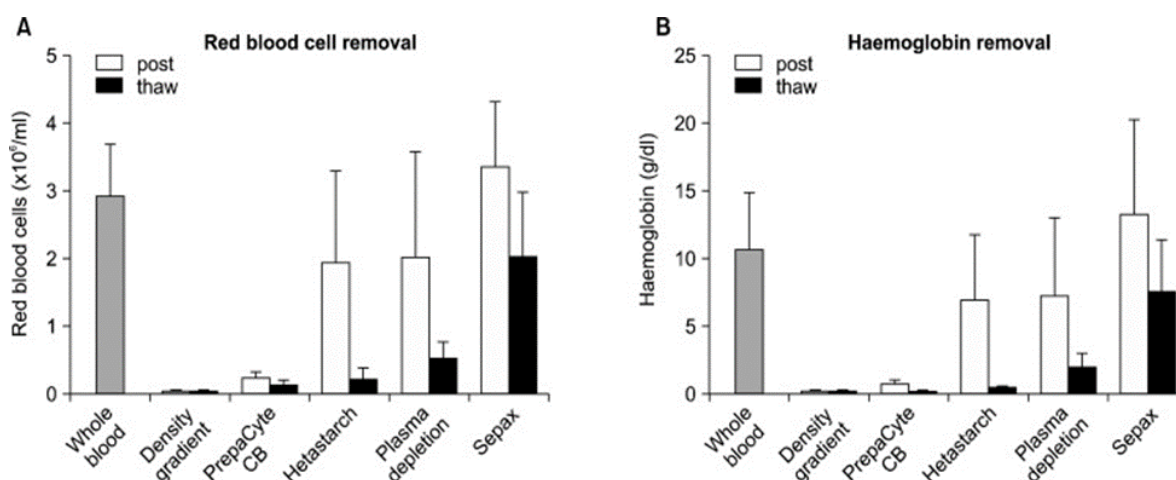 A
Red blood cell removal
post
thaw
Red blood cells (x10⁶/ml)
5
4
3
2
1
0
Whole
blood
Density
gradient
PrepaCyte
CB
Hetastarch
Plasma
depletion
Sepax
B
Haemoglobin removal
post
thaw
Haemoglobin (g/dl)
25
20
15
10
5
0
Whole
blood
Density
gradient
PrepaCyte
CB
Hetastarch
Plasma
depletion
Sepax